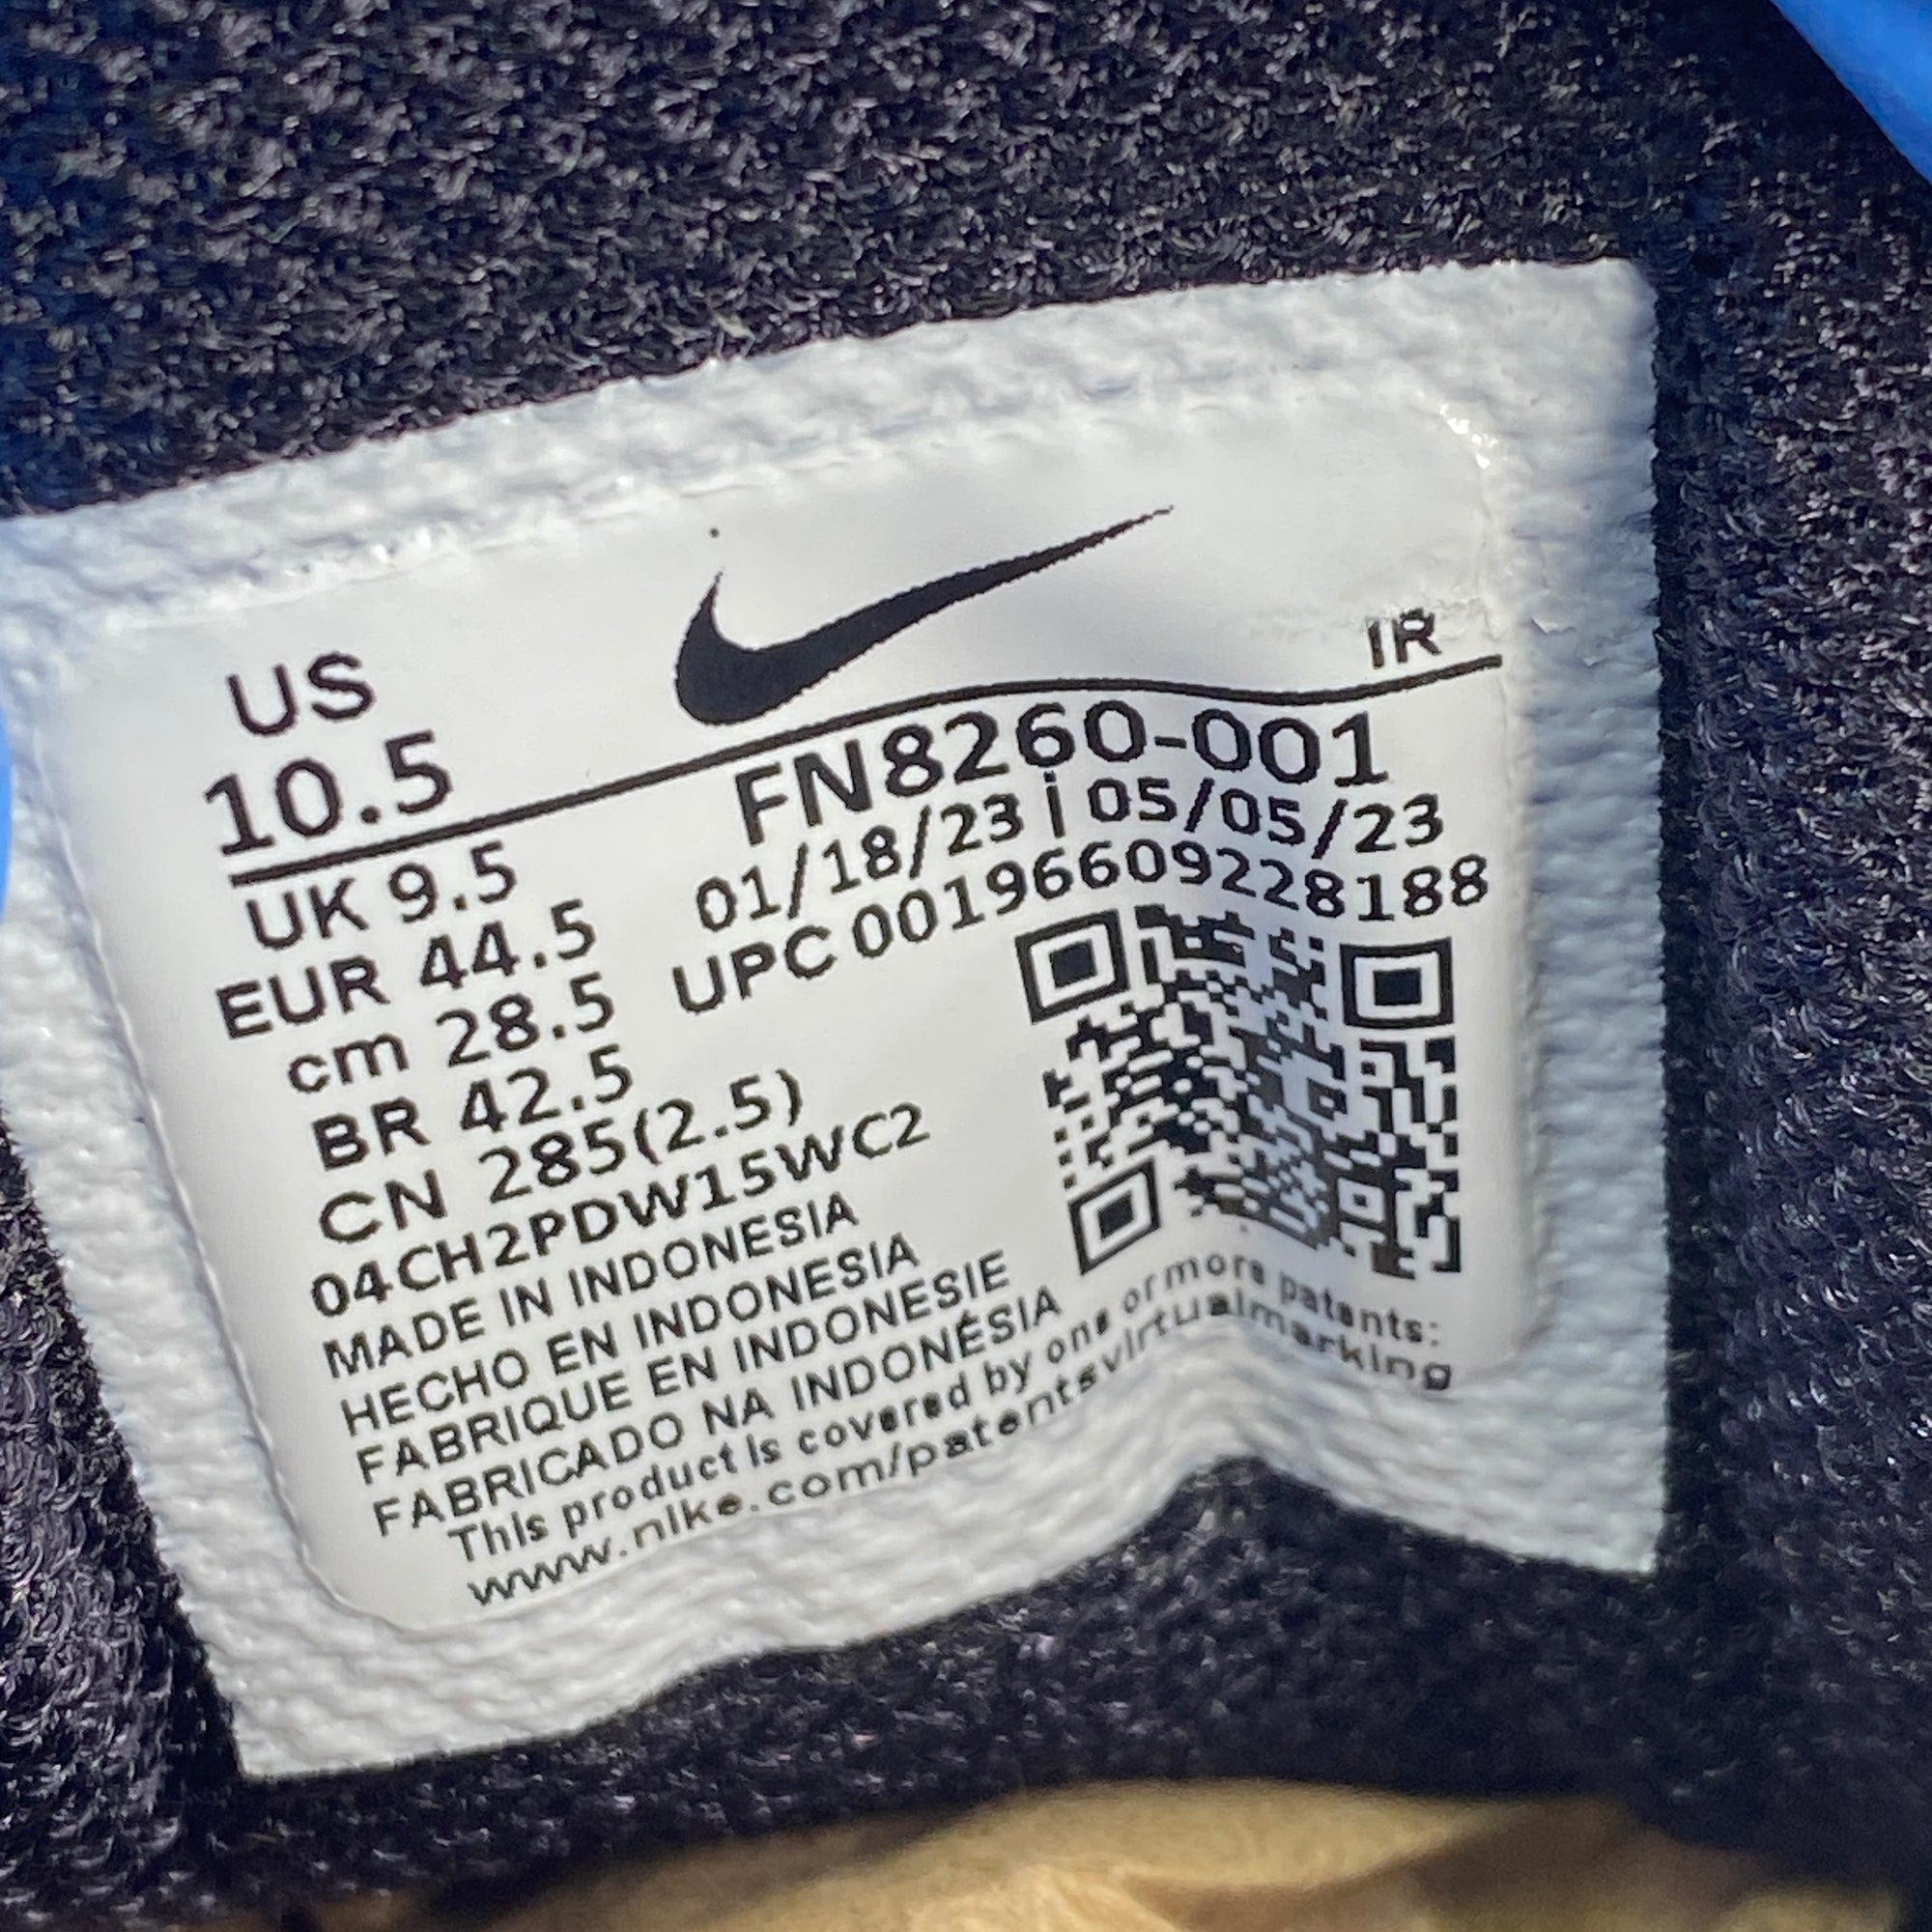 US
10.5
IR
FN8260-001
01/18/23 | 05/05/23
UPC 00196609228188
UK 9.5
EUR 44.5
cm 28.5
BR 42.5
CN 285(2.5)
04CH2PDW15WC2
MADE IN INDONESIA
HECHO EN INDONESIA
FABRIQUE EN INDONESIE
FABRICADO NA INDONÉSIA
This product is covered by one or more patents:
www.nike.com/patentsvirtualmarking